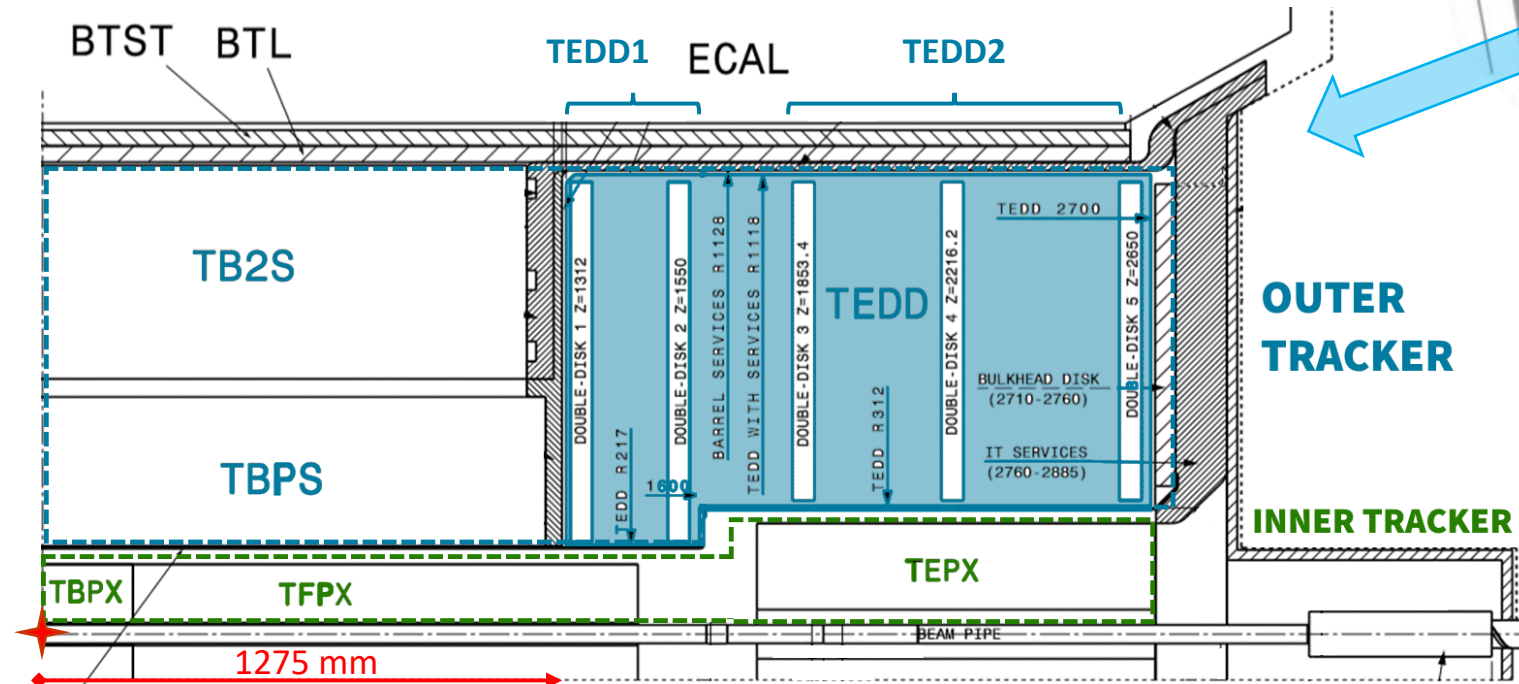 BTST
BTL
TEDD1
ECAL
TEDD2
TB2S
TBPS
DOUBLE-DISK 1 Z=1312
TEDD R217
DOUBLE-DISK 2 Z=1550
1600
BARREL SERVICES R1128
TEDD WITH SERVICES R1118
DOUBLE-DISK 3 Z=1853.4
TEDD
TEDD R312
DOUBLE-DISK 4 Z=2216.2
TEDD 2700
DOUBLE-DISK 5 Z=2650
BULKHEAD DISK
(2710-2760)
IT SERVICES
(2760-2885)
OUTER
TRACKER
INNER TRACKER
TBPX
TFPX
TEPX
BEAM PIPE
1275 mm